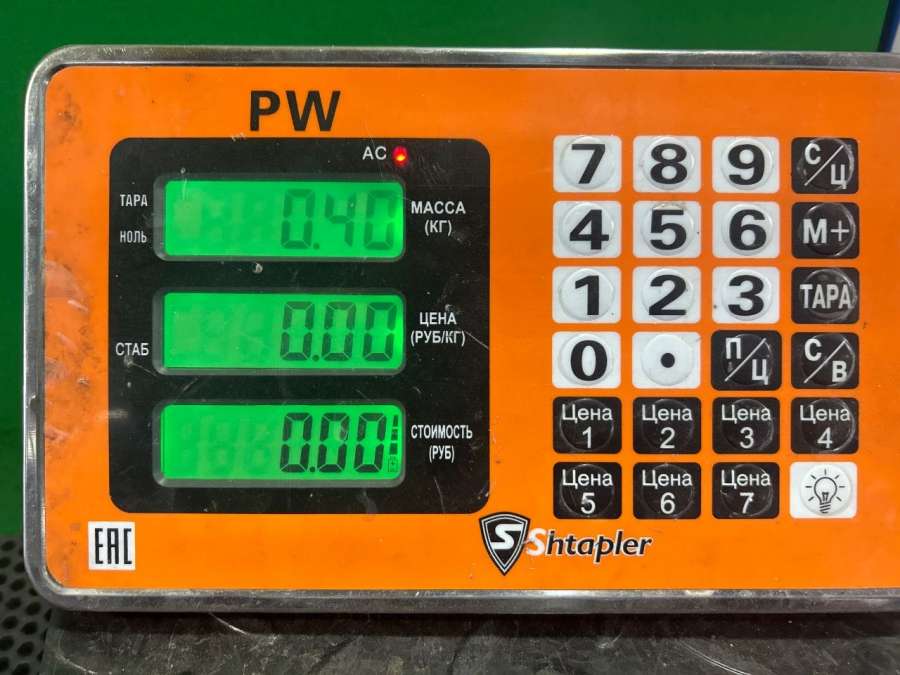 PW
AC
ТАРА
НОЛЬ
0.40
МАССА
(КГ)
СТАБ
0.00
ЦЕНА
(РУБ/КГ)
0.00
СТОИМОСТЬ
(РУБ)
7 8 9 С/Ц
4 5 6 М+
1 2 3 ТАРА
0 . П/Ц С/В
Цена 1 Цена 2 Цена 3 Цена 4
Цена 5 Цена 6 Цена 7
EAC
S Shtapler